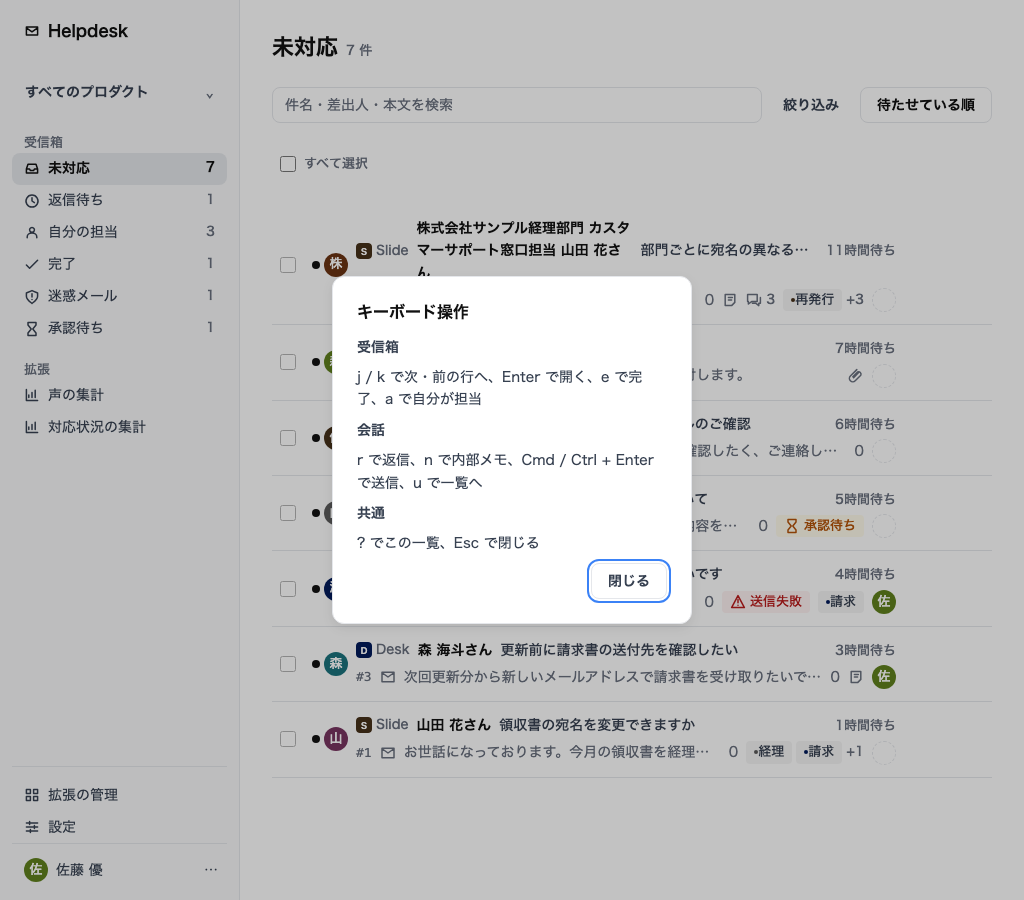 Helpdesk
すべてのプロダクト
受信箱
未対応 7
返信待ち 1
自分の担当 3
完了 1
迷惑メール 1
承認待ち 1
拡張
声の集計
対応状況の集計
拡張の管理
設定
佐 佐藤 優 …
未対応 7 件
件名・差出人・本文を検索 絞り込み 待たせている順
すべて選択
株 S Slide 株式会社サンプル経理部門 カスタ
マーサポート窓口担当 山田 花さ
ん
部門ごとに宛名の異なる… 11時間待ち
0 3 •再発行 +3
7時間待ち
します。
のご確認 6時間待ち
確認したく、ご連絡し… 0
いて 5時間待ち
内容を… 0 承認待ち
です 4時間待ち
0 送信失敗 •請求 佐
森 D Desk 森 海斗さん 更新前に請求書の送付先を確認したい 3時間待ち
#3 次回更新分から新しいメールアドレスで請求書を受け取りたいで… 0 佐
山 S Slide 山田 花さん 領収書の宛名を変更できますか 1時間待ち
#1 お世話になっております。今月の領収書を経理… 0 •経理 •請求 +1
キーボード操作
受信箱
j / k で次・前の行へ、Enter で開く、e で完
了、a で自分が担当
会話
r で返信、n で内部メモ、Cmd / Ctrl + Enter
で送信、u で一覧へ
共通
? でこの一覧、Esc で閉じる
閉じる